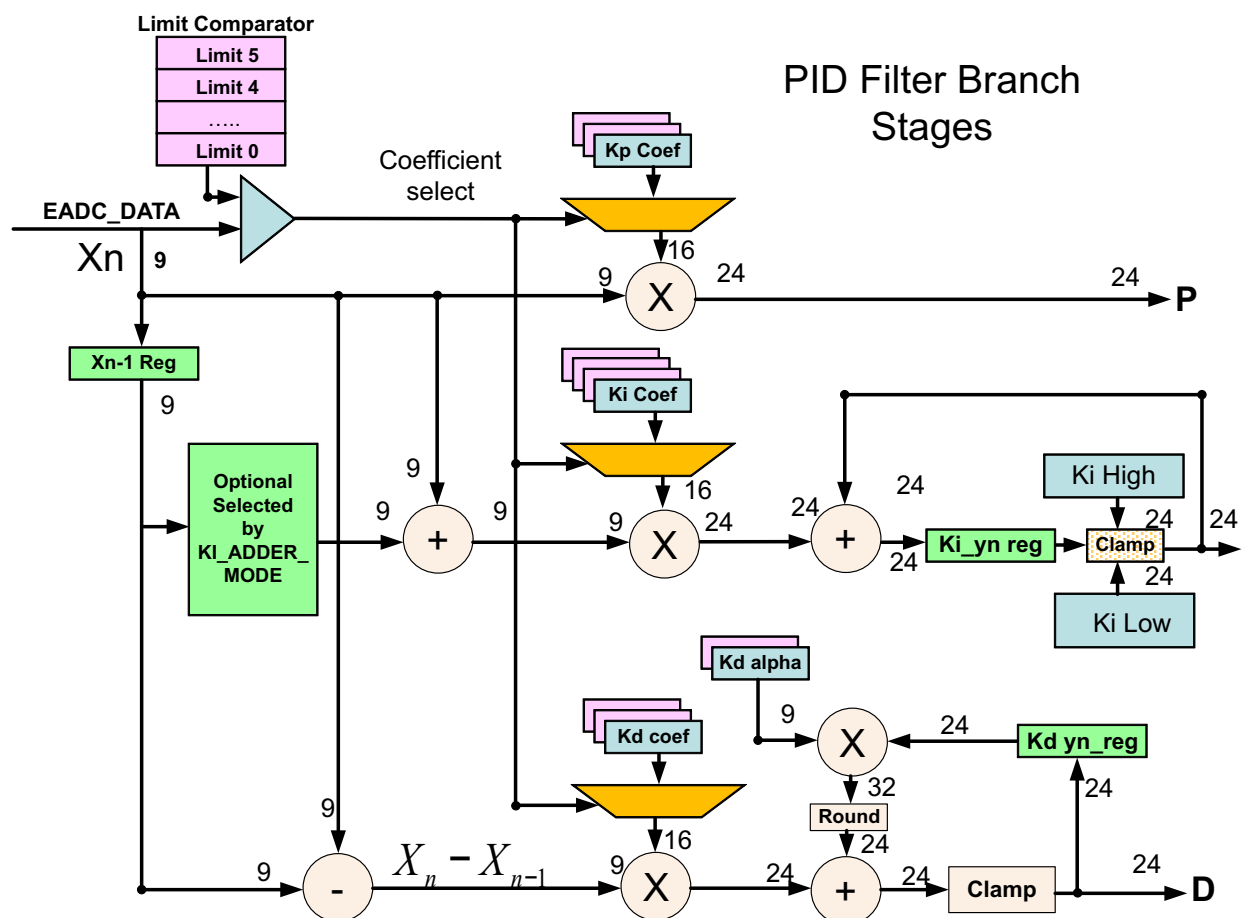 Limit Comparator
Limit 5
Limit 4
.....
Limit 0
PID Filter Branch
Stages
Kp Coef
Coefficient
select
EADC_DATA
Xn
9
16
9
X
24
24
P
Xn-1 Reg
9
Ki Coef
Optional
Selected
by
KI_ADDER_
MODE
9
9
+
9
16
9
X
24
24
24
+
24
Ki_yn reg
Ki High
24
Clamp
24
24
Ki Low
Kd alpha
9
X
24
Kd yn_reg
24
32
Round
24
Kd coef
16
9
9
-
Xn – Xn–1
9
X
24
+
24
Clamp
24
D